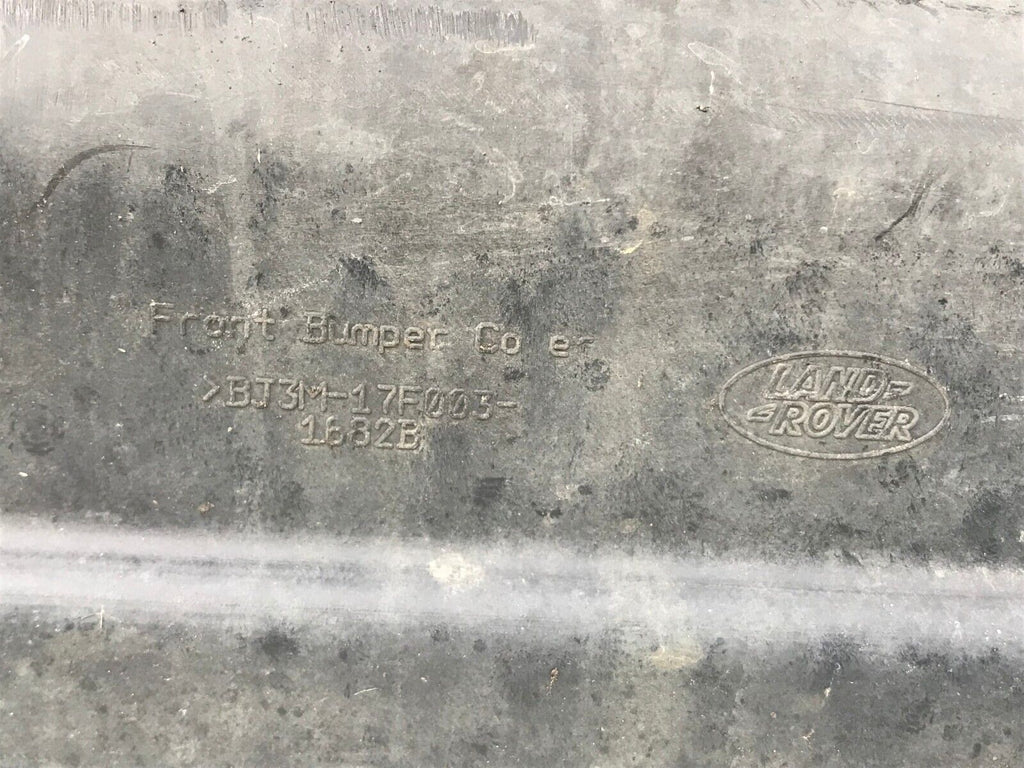 Front Bumper Co er
>BJ3M-17F003-
1682B
LAND
ROVER